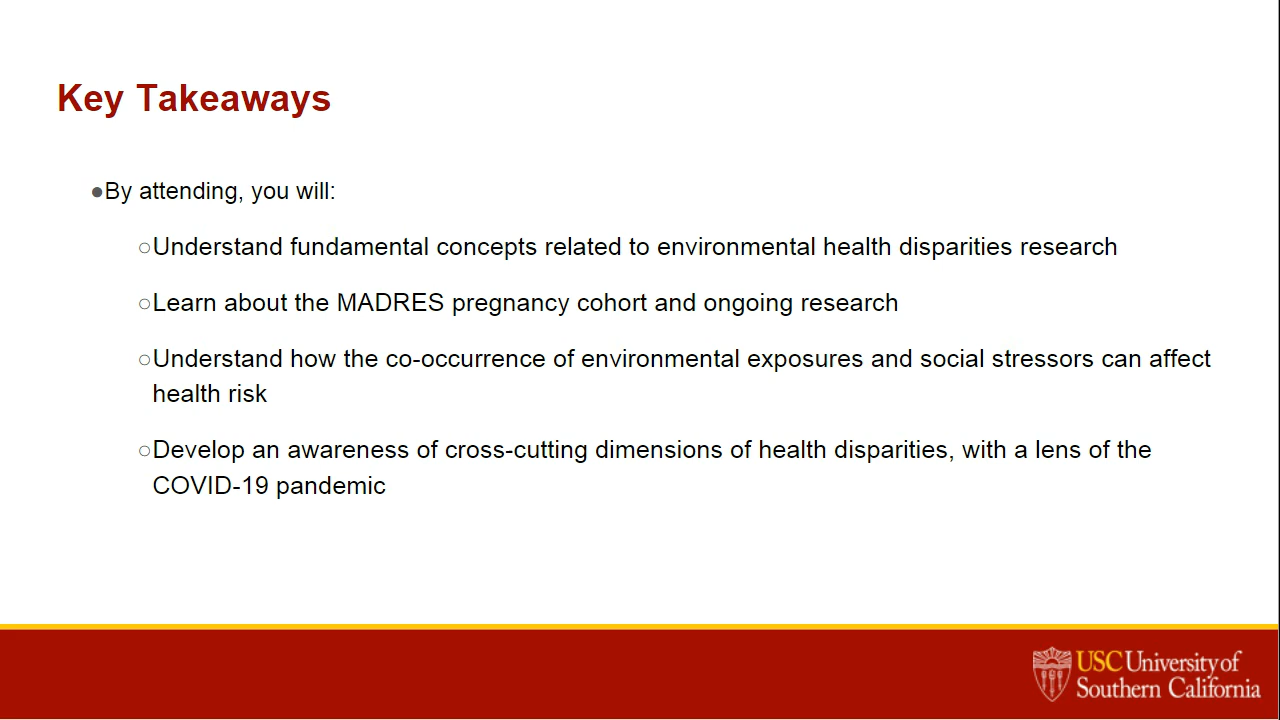 Key Takeaways
●By attending, you will:
○Understand fundamental concepts related to environmental health disparities research
○Learn about the MADRES pregnancy cohort and ongoing research
○Understand how the co-occurrence of environmental exposures and social stressors can affect
health risk
○Develop an awareness of cross-cutting dimensions of health disparities, with a lens of the
COVID-19 pandemic
USC University of
Southern California